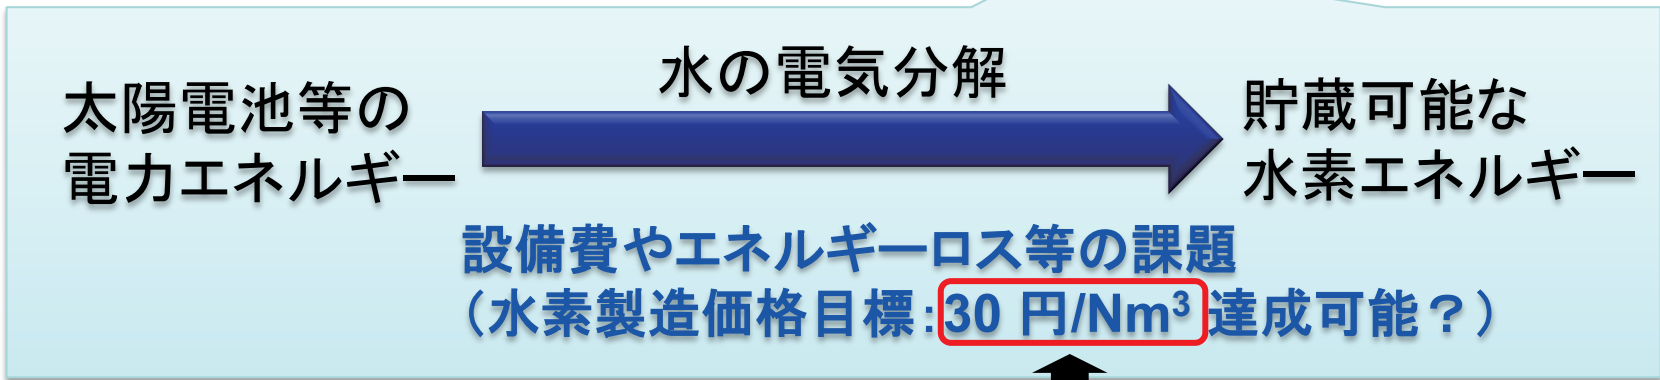 水の電気分解
太陽電池等の
電力エネルギー
貯蔵可能な
水素エネルギー
設備費やエネルギーロス等の課題
（水素製造価格目標：30 円/Nm³ 達成可能？）